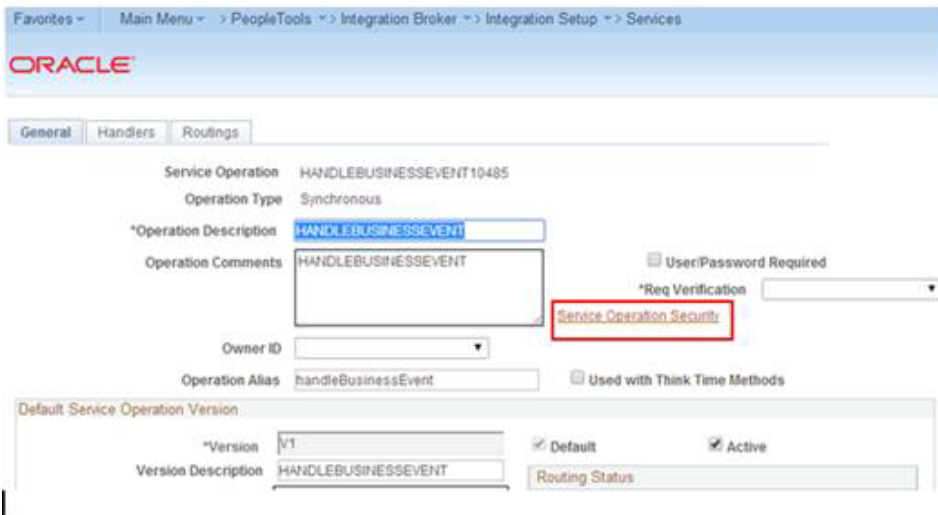 Favorites Main Menu > PeopleTools > Integration Broker > Integration Setup > Services
ORACLE
General Handlers Routings
Service Operation HANDLEBUSINESSEVENT10485
Operation Type Synchronous
*Operation Description HANDLEBUSINESSEVENT
Operation Comments HANDLEBUSINESSEVENT
User/Password Required
*Req Verification
Service Operation Security
Owner ID
Operation Alias handleBusinessEvent
Used with Think Time Methods
Default Service Operation Version
*Version V1
Default
Active
Version Description HANDLEBUSINESSEVENT
Routing Status